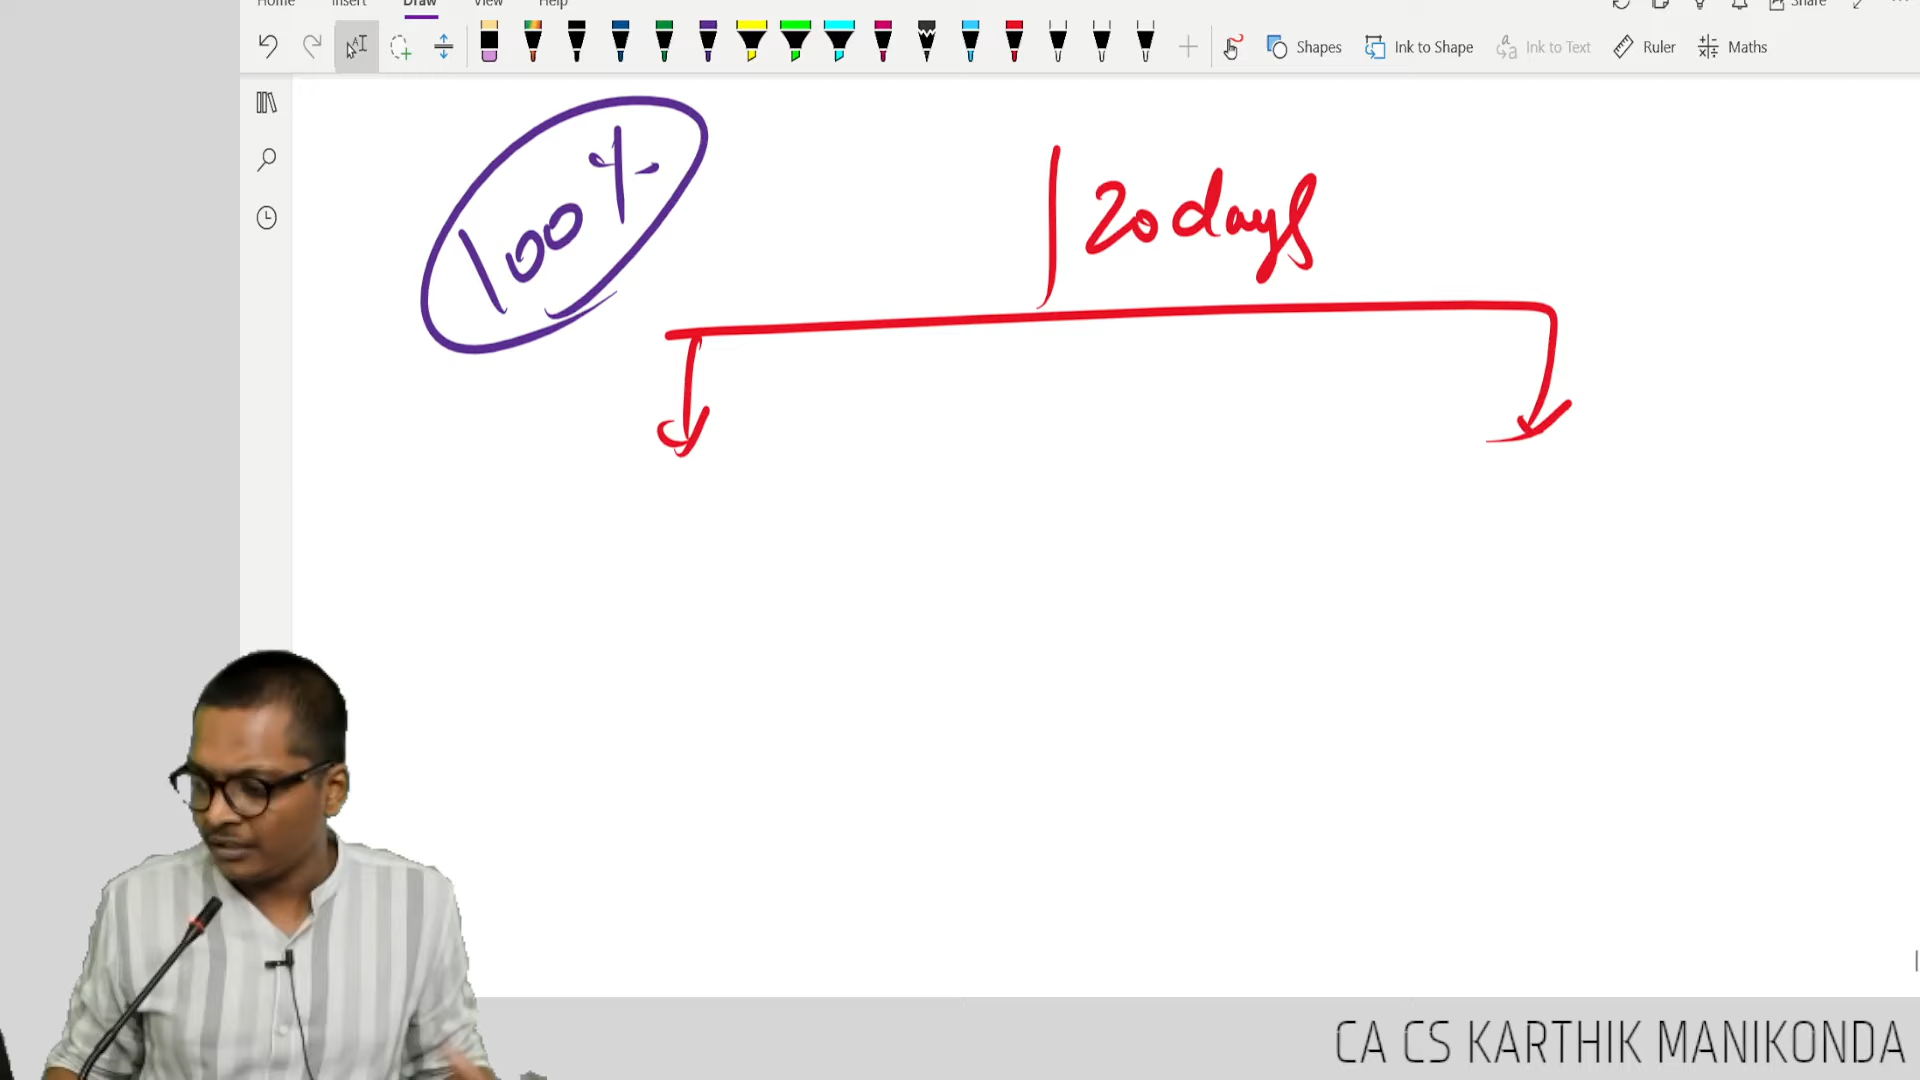 Home Insert Draw View Help Share
Shapes Ink to Shape Ink to Text Ruler Maths
100%
20 days
CA CS KARTHIK MANIKONDA